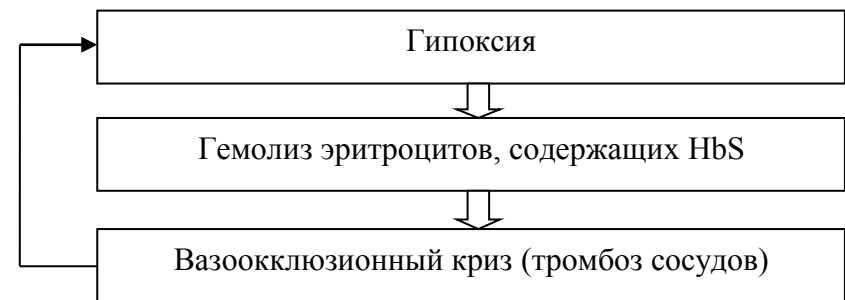 Гипоксия
Гемолиз эритроцитов, содержащих HbS
Вазоокклюзионный криз (тромбоз сосудов)